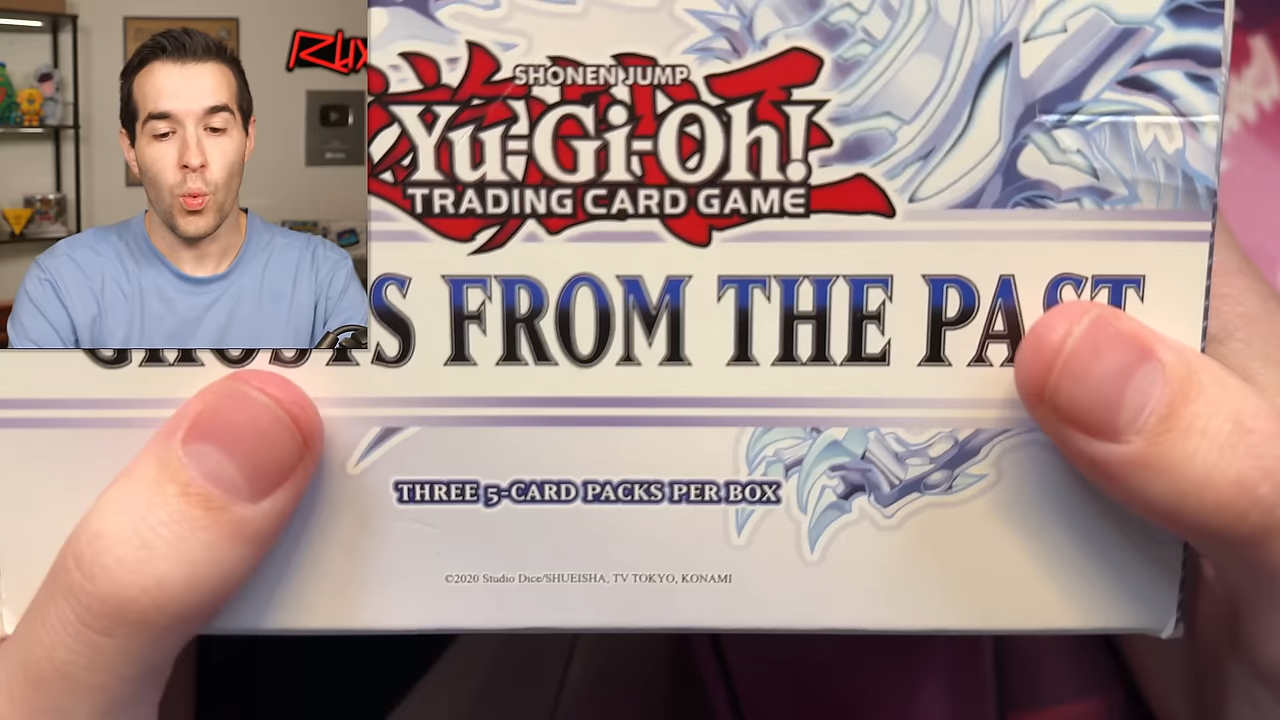 SHONEN JUMP
Yu-Gi-Oh!
TRADING CARD GAME
GHOSTS FROM THE PAST
THREE 5-CARD PACKS PER BOX
©2020 Studio Dice/SHUEISHA, TV TOKYO, KONAMI